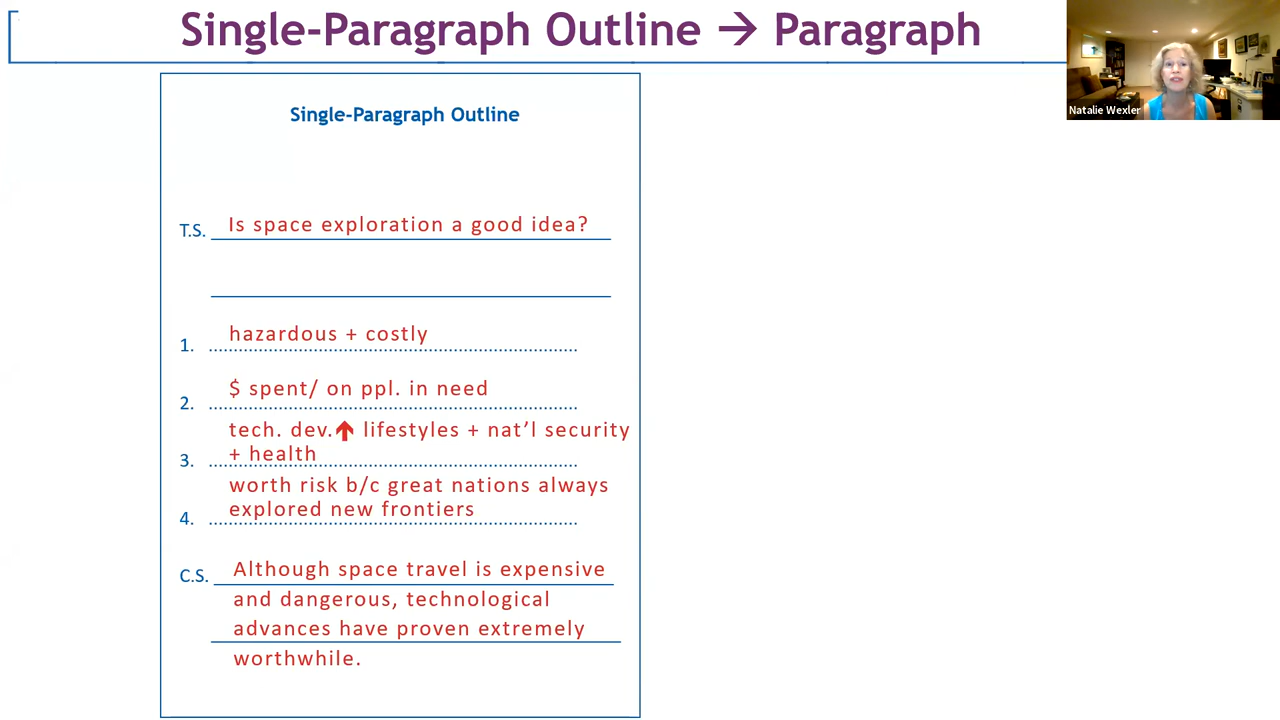 Single-Paragraph Outline → Paragraph
Natalie Wexler
Single-Paragraph Outline
T.S. Is space exploration a good idea?
1. hazardous + costly
2. $ spent/ on ppl. in need
tech. dev.⬆ lifestyles + nat’l security
3. + health
worth risk b/c great nations always
4. explored new frontiers
C.S. Although space travel is expensive
and dangerous, technological
advances have proven extremely
worthwhile.